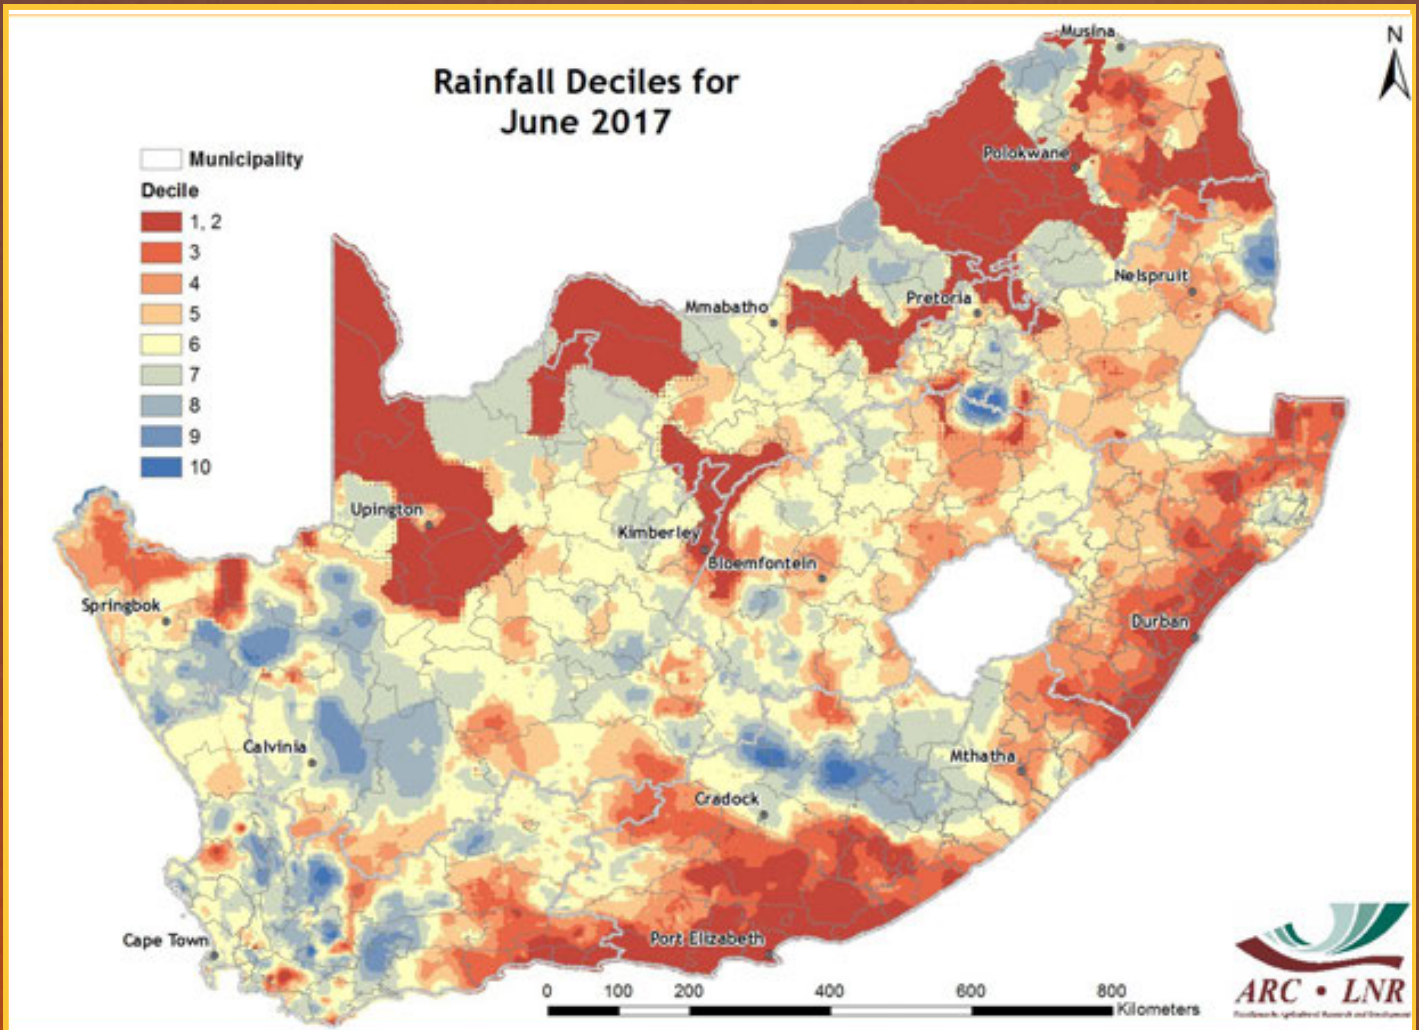 Rainfall Deciles for
June 2017
N
Municipality
Decile
1, 2
3
4
5
6
7
8
9
10
Musina
Polokwane
Nelspruit
Pretoria
Mmabatho
Upington
Kimberley
Bloemfontein
Springbok
Durban
Calvinia
Mthatha
Cradock
Cape Town
Port Elizabeth
0 100 200 400 600 800
Kilometers
ARC • LNR